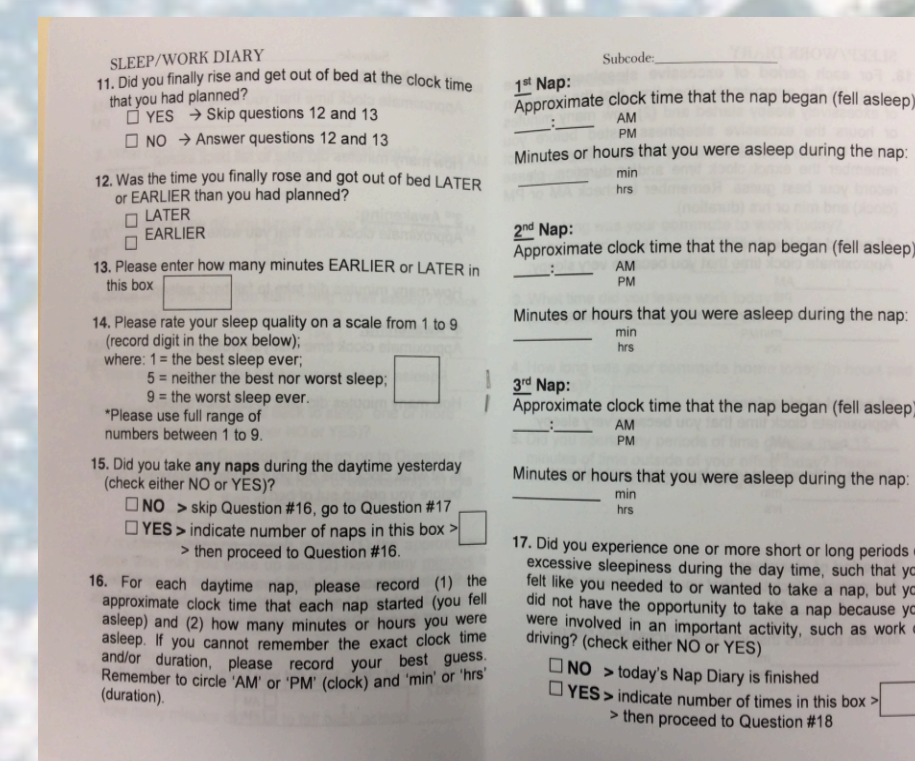 SLEEP/WORK DIARY
11. Did you finally rise and get out of bed at the clock time
that you had planned?
☐ YES → Skip questions 12 and 13
☐ NO → Answer questions 12 and 13
12. Was the time you finally rose and got out of bed LATER
or EARLIER than you had planned?
☐ LATER
☐ EARLIER
13. Please enter how many minutes EARLIER or LATER in
this box
14. Please rate your sleep quality on a scale from 1 to 9
(record digit in the box below);
where: 1 = the best sleep ever;
5 = neither the best nor worst sleep;
9 = the worst sleep ever.
*Please use full range of
numbers between 1 to 9.
15. Did you take any naps during the daytime yesterday
(check either NO or YES)?
☐ NO > skip Question #16, go to Question #17
☐ YES > indicate number of naps in this box >
> then proceed to Question #16.
16. For each daytime nap, please record (1) the
approximate clock time that each nap started (you fell
asleep) and (2) how many minutes or hours you were
asleep. If you cannot remember the exact clock time
and/or duration, please record your best guess.
Remember to circle 'AM' or 'PM' (clock) and 'min' or 'hrs'
(duration).
Subcode:______________
1st Nap:
Approximate clock time that the nap began (fell asleep)
____:____ AM
PM
Minutes or hours that you were asleep during the nap:
__________ min
hrs
2nd Nap:
Approximate clock time that the nap began (fell asleep)
____:____ AM
PM
Minutes or hours that you were asleep during the nap:
__________ min
hrs
3rd Nap:
Approximate clock time that the nap began (fell asleep)
____:____ AM
PM
Minutes or hours that you were asleep during the nap:
__________ min
hrs
17. Did you experience one or more short or long periods
excessive sleepiness during the day time, such that
felt like you needed to or wanted to take a nap, but
did not have the opportunity to take a nap because
were involved in an important activity, such as work
driving? (check either NO or YES)
☐ NO > today's Nap Diary is finished
☐ YES > indicate number of times in this box >
> then proceed to Question #18